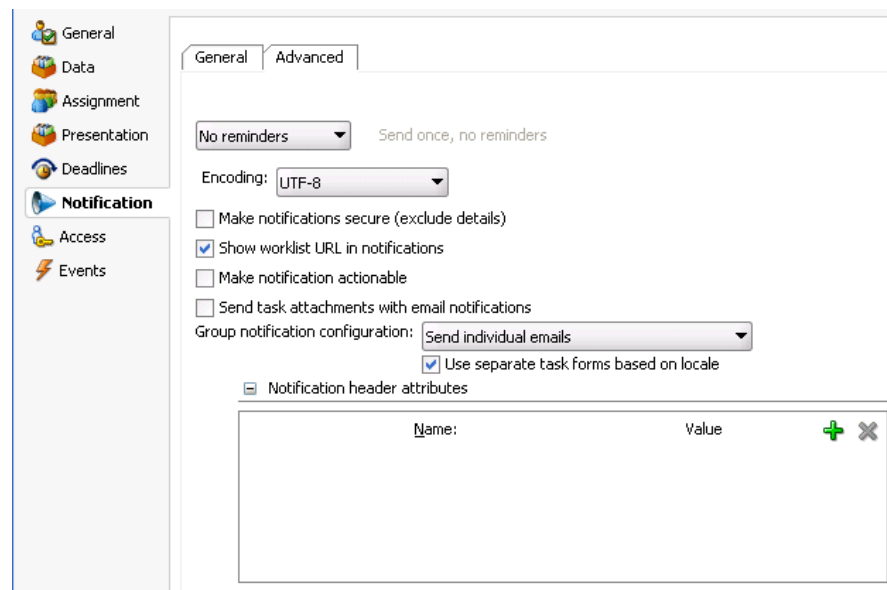 General
Data
Assignment
Presentation
Deadlines
Notification
Access
Events
General Advanced
No reminders Send once, no reminders
Encoding: UTF-8
Make notifications secure (exclude details)
Show worklist URL in notifications
Make notification actionable
Send task attachments with email notifications
Group notification configuration: Send individual emails
Use separate task forms based on locale
Notification header attributes
Name: Value